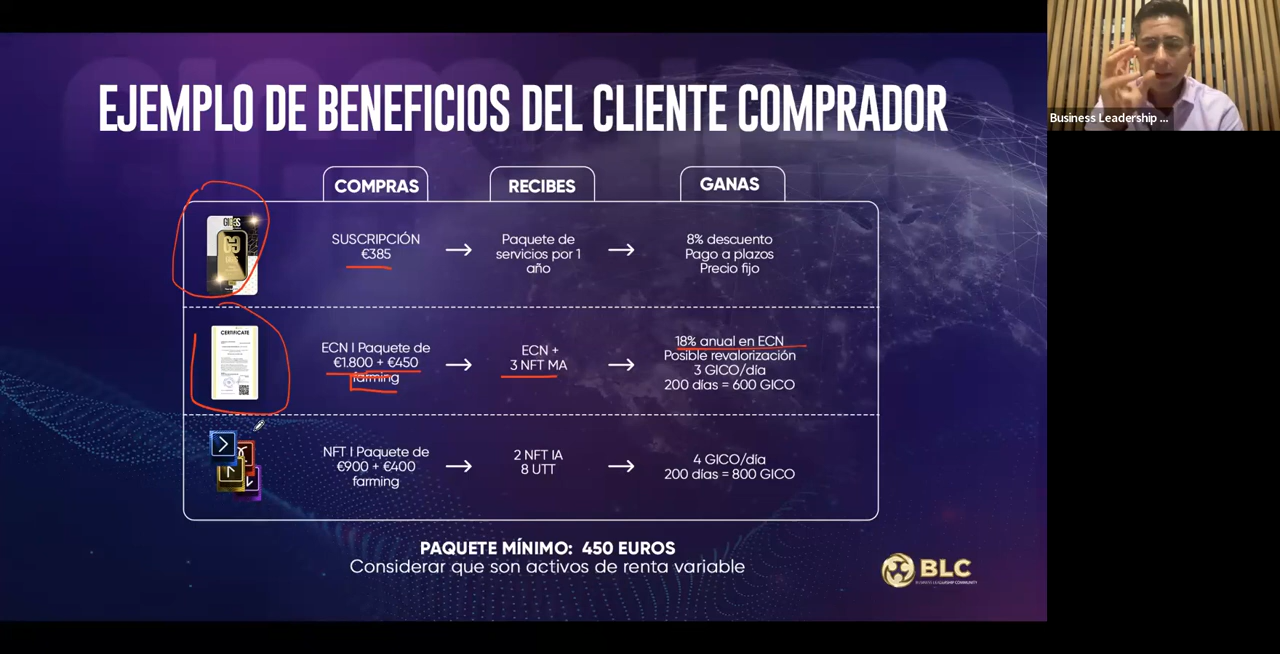 EJEMPLO DE BENEFICIOS DEL CLIENTE COMPRADOR
Business Leadership ...
COMPRAS
RECIBES
GANAS
SUSCRIPCIÓN
€385
Paquete de
servicios por 1
año
8% descuento
Pago a plazos
Precio fijo
CERTIFICATE
ECN | Paquete de
€1.800 + €450
farming
ECN +
3 NFT MA
18% anual en ECN
Posible revalorización
3 GICO/día
200 días = 600 GICO
NFT | Paquete de
€900 + €400
farming
2 NFT IA
8 UTT
4 GICO/día
200 días = 800 GICO
PAQUETE MÍNIMO: 450 EUROS
Considerar que son activos de renta variable
BLC
BUSINESS LEADERSHIP COMMUNITY